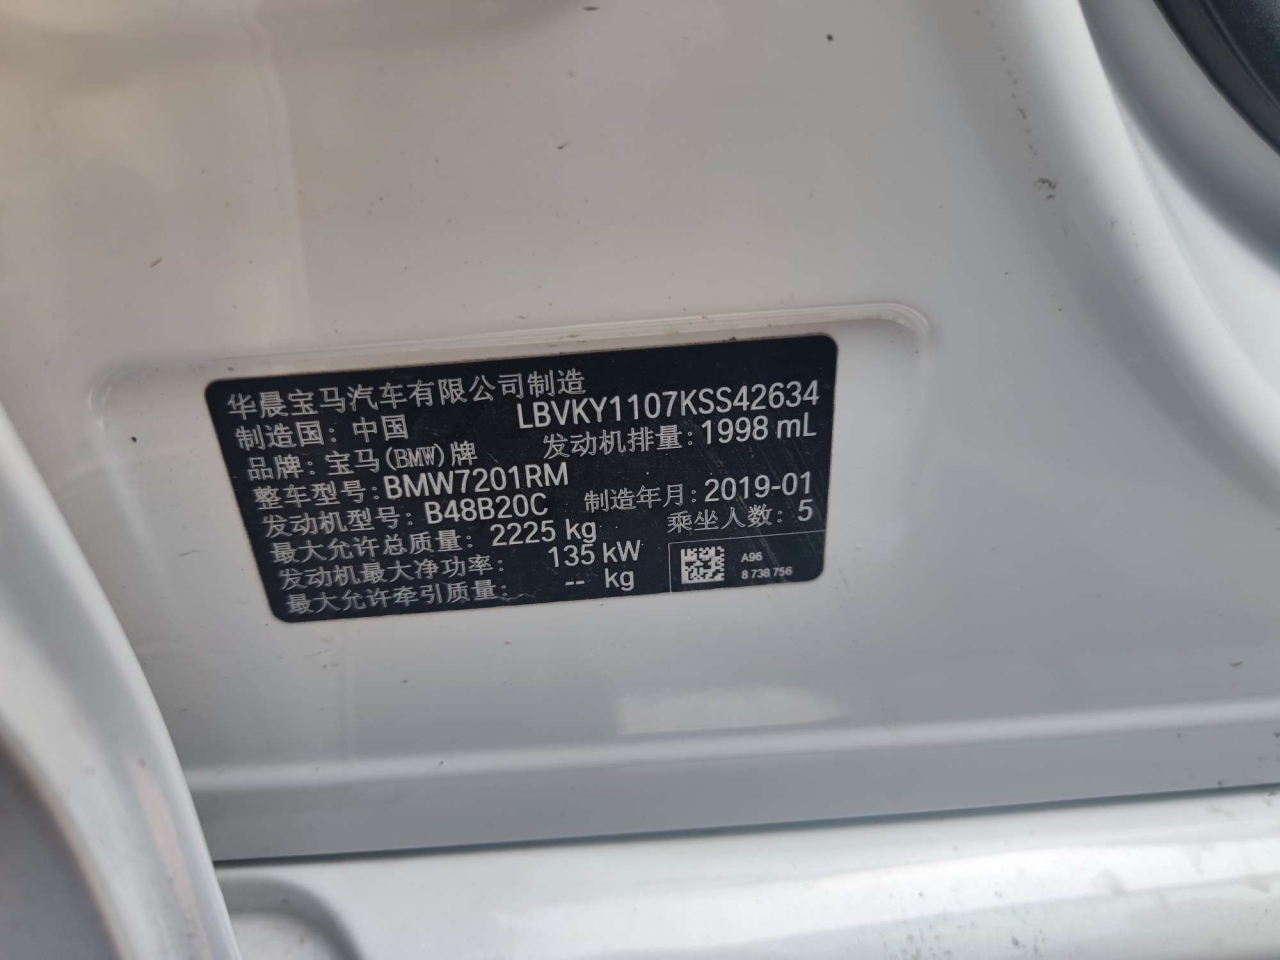 华晨宝马汽车有限公司制造
制造国: 中国 LBVKY1107KSS42634
品牌: 宝马(BMW)牌 发动机排量: 1998 mL
整车型号: BMW7201RM
发动机型号: B48B20C 制造年月: 2019-01
最大允许总质量: 2225 kg 乘坐人数: 5
发动机最大净功率: 135 kW
最大允许牵引质量: -- kg
A96
8 738 756